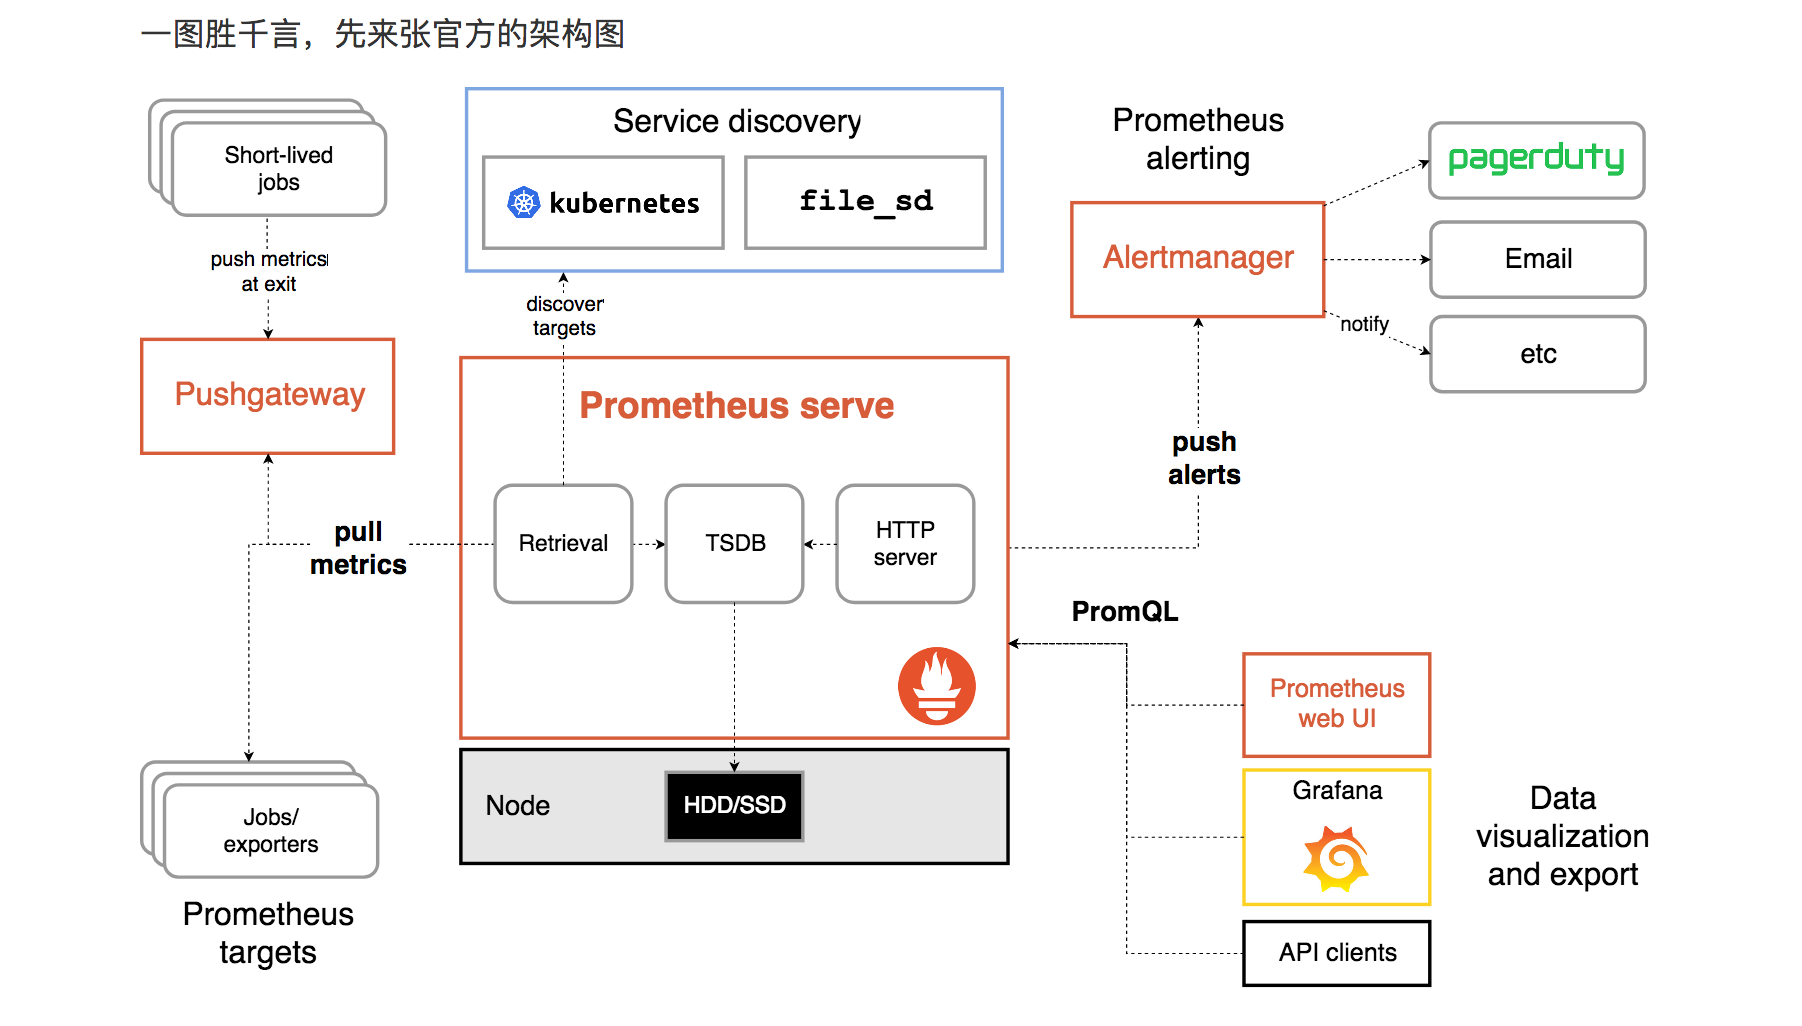 一图胜千言，先来张官方的架构图
Short-lived
jobs
push metrics
at exit
Pushgateway
pull
metrics
Jobs/
exporters
Prometheus
targets
Service discovery
kubernetes
file_sd
discover
targets
Prometheus serve
Retrieval
TSDB
HTTP
server
Node
HDD/SSD
Prometheus
alerting
Alertmanager
pagerduty
Email
etc
notify
push
alerts
PromQL
Prometheus
web UI
Grafana
API clients
Data
visualization
and export